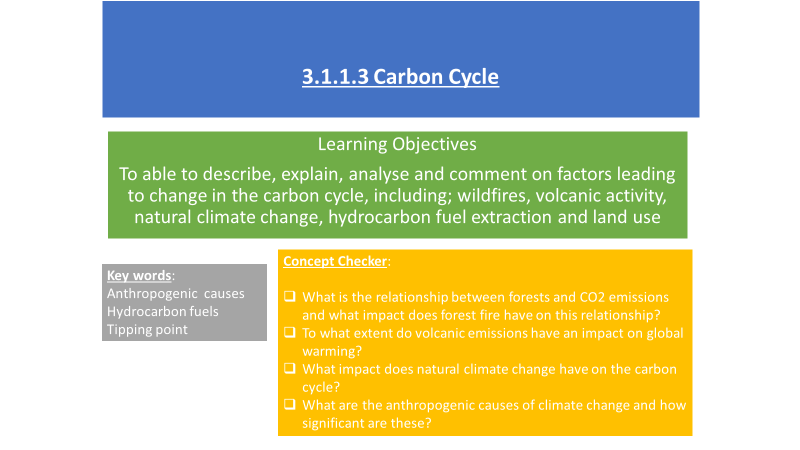 3.1.1.3 Carbon Cycle
Learning Objectives
To able to describe, explain, analyse and comment on factors leading
to change in the carbon cycle, including; wildfires, volcanic activity,
natural climate change, hydrocarbon fuel extraction and land use
Key words:
Anthropogenic causes
Hydrocarbon fuels
Tipping point
Concept Checker:
❑ What is the relationship between forests and CO2 emissions
and what impact does forest fire have on this relationship?
❑ To what extent do volcanic emissions have an impact on global
warming?
❑ What impact does natural climate change have on the carbon
cycle?
❑ What are the anthropogenic causes of climate change and how
significant are these?